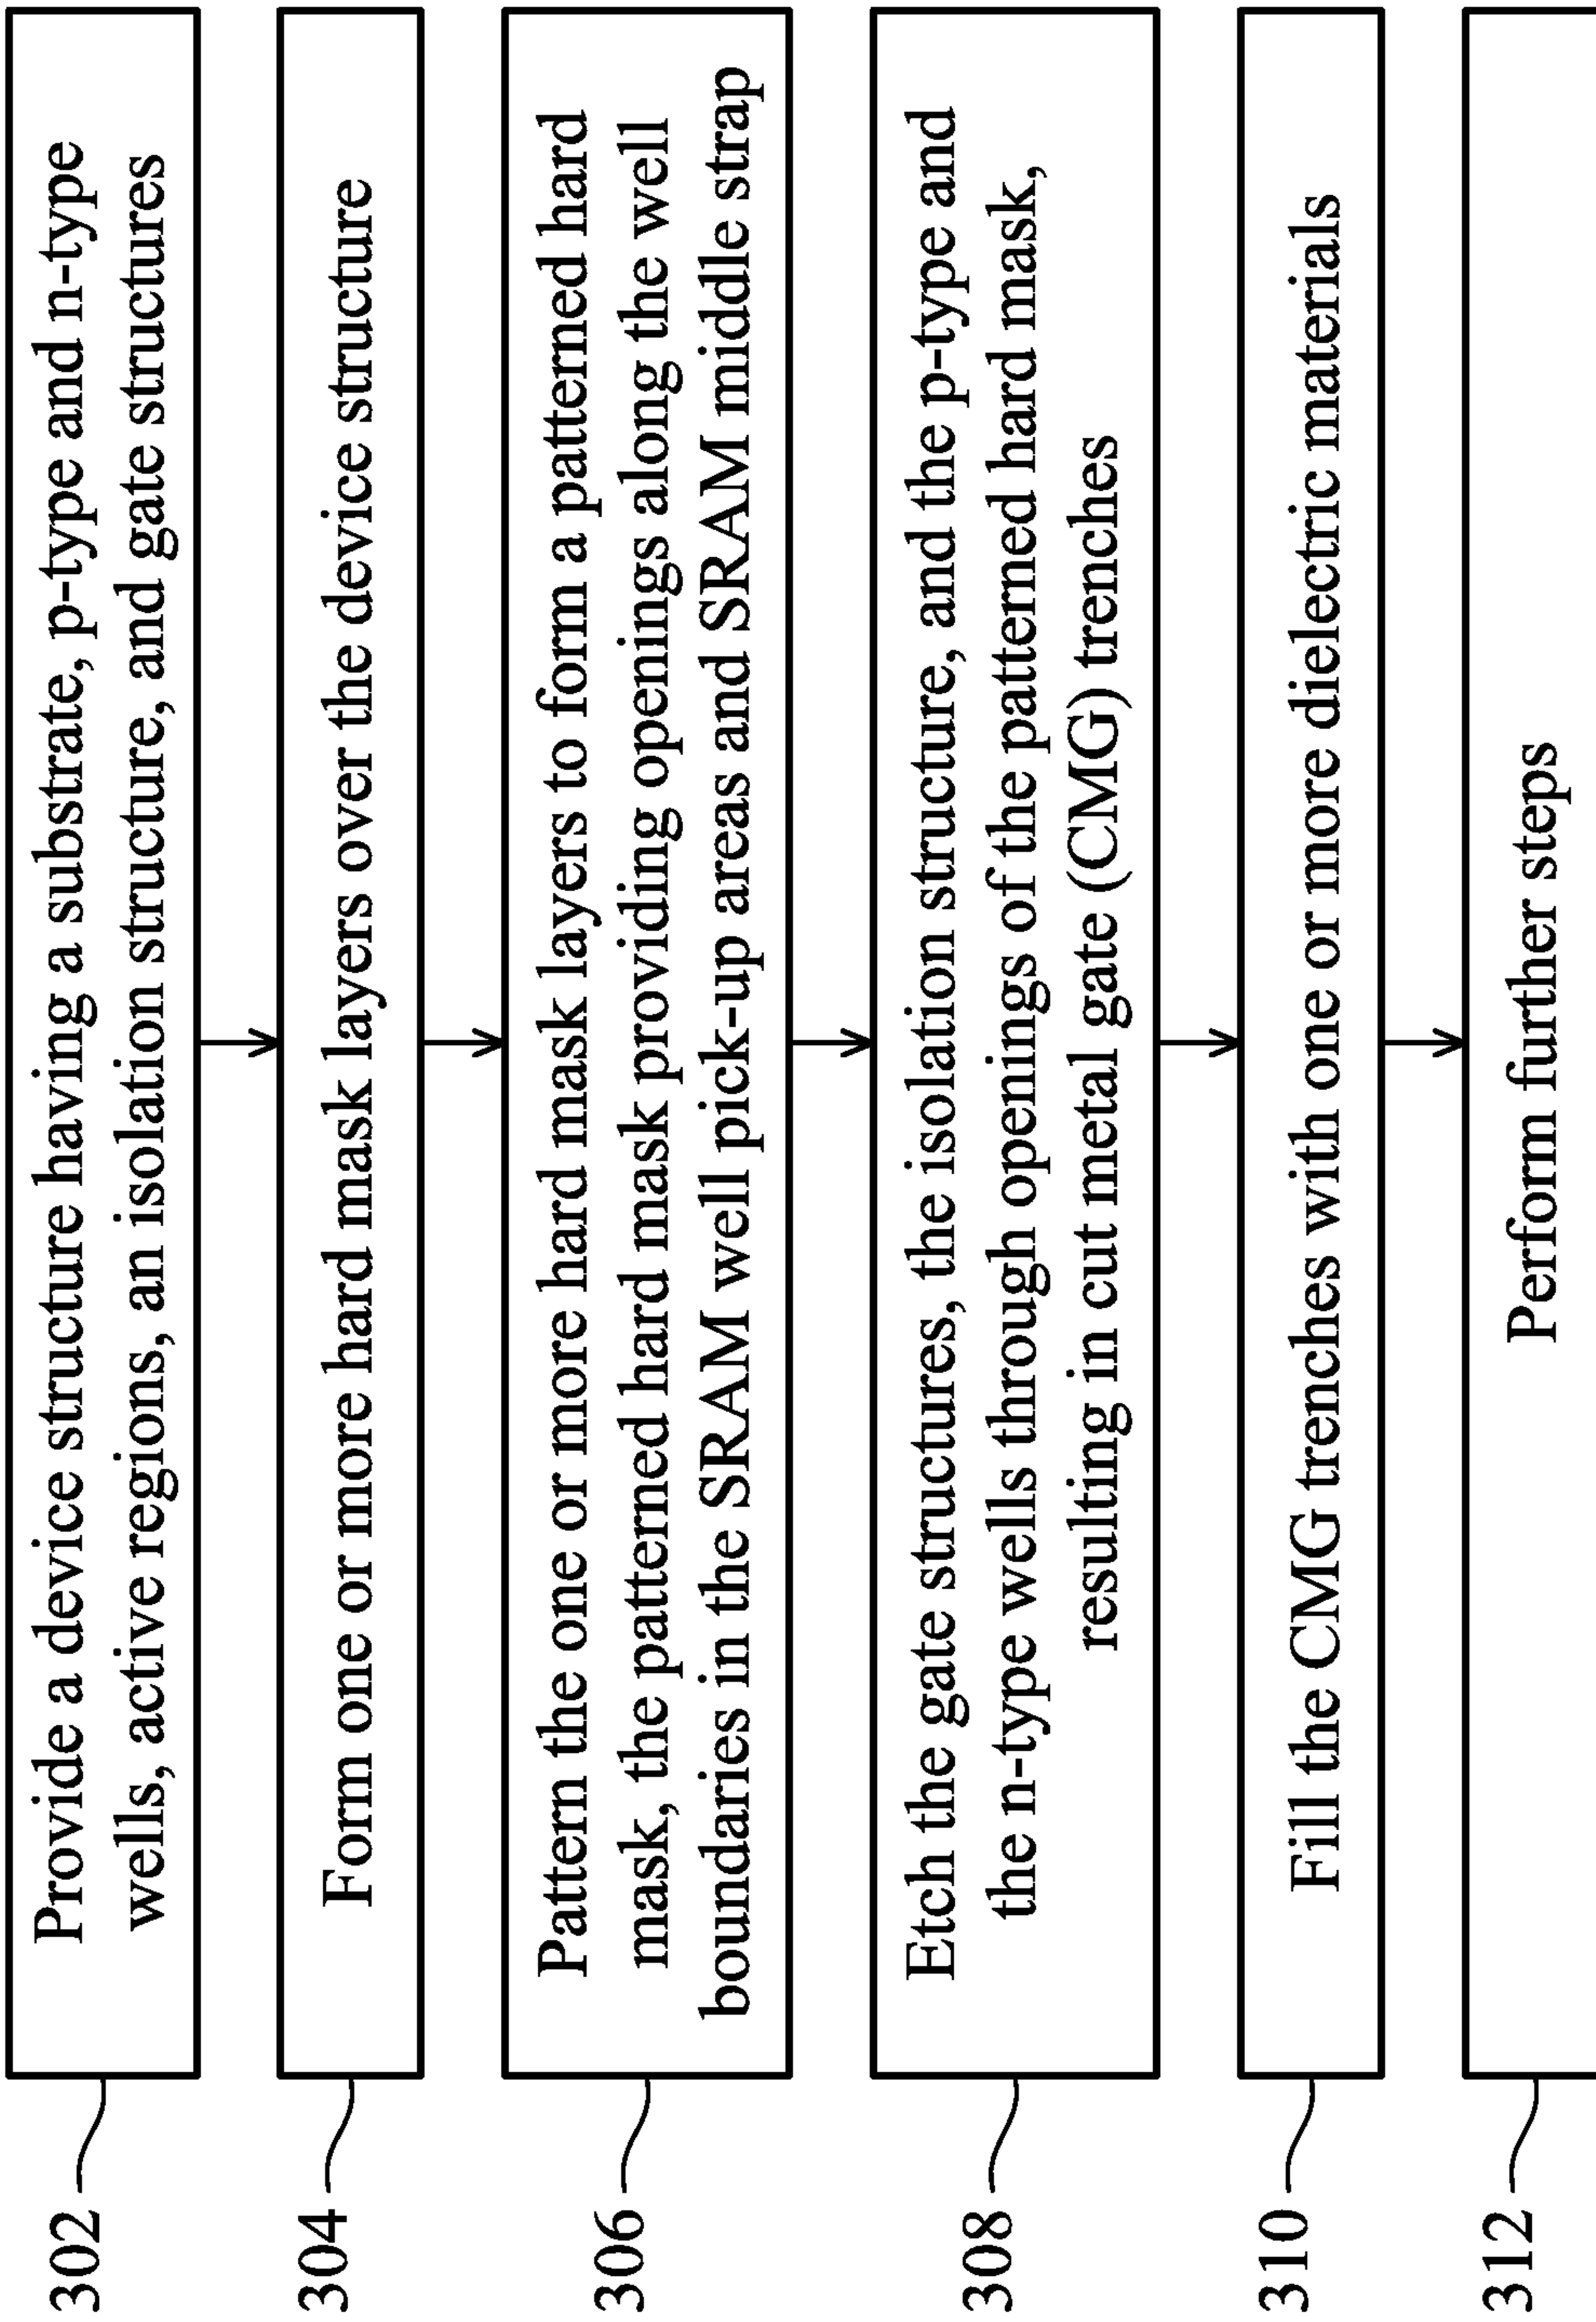 302
Provide a device structure having a substrate, p-type and n-type
wells, active regions, an isolation structure, and gate structures
304
Form one or more hard mask layers over the device structure
306
Pattern the one or more hard mask layers to form a patterned hard
mask, the patterned hard mask providing openings along the well
boundaries in the SRAM well pick-up areas and SRAM middle strap
308
Etch the gate structures, the isolation structure, and the p-type and
the n-type wells through openings of the patterned hard mask,
resulting in cut metal gate (CMG) trenches
310
Fill the CMG trenches with one or more dielectric materials
312
Perform further steps